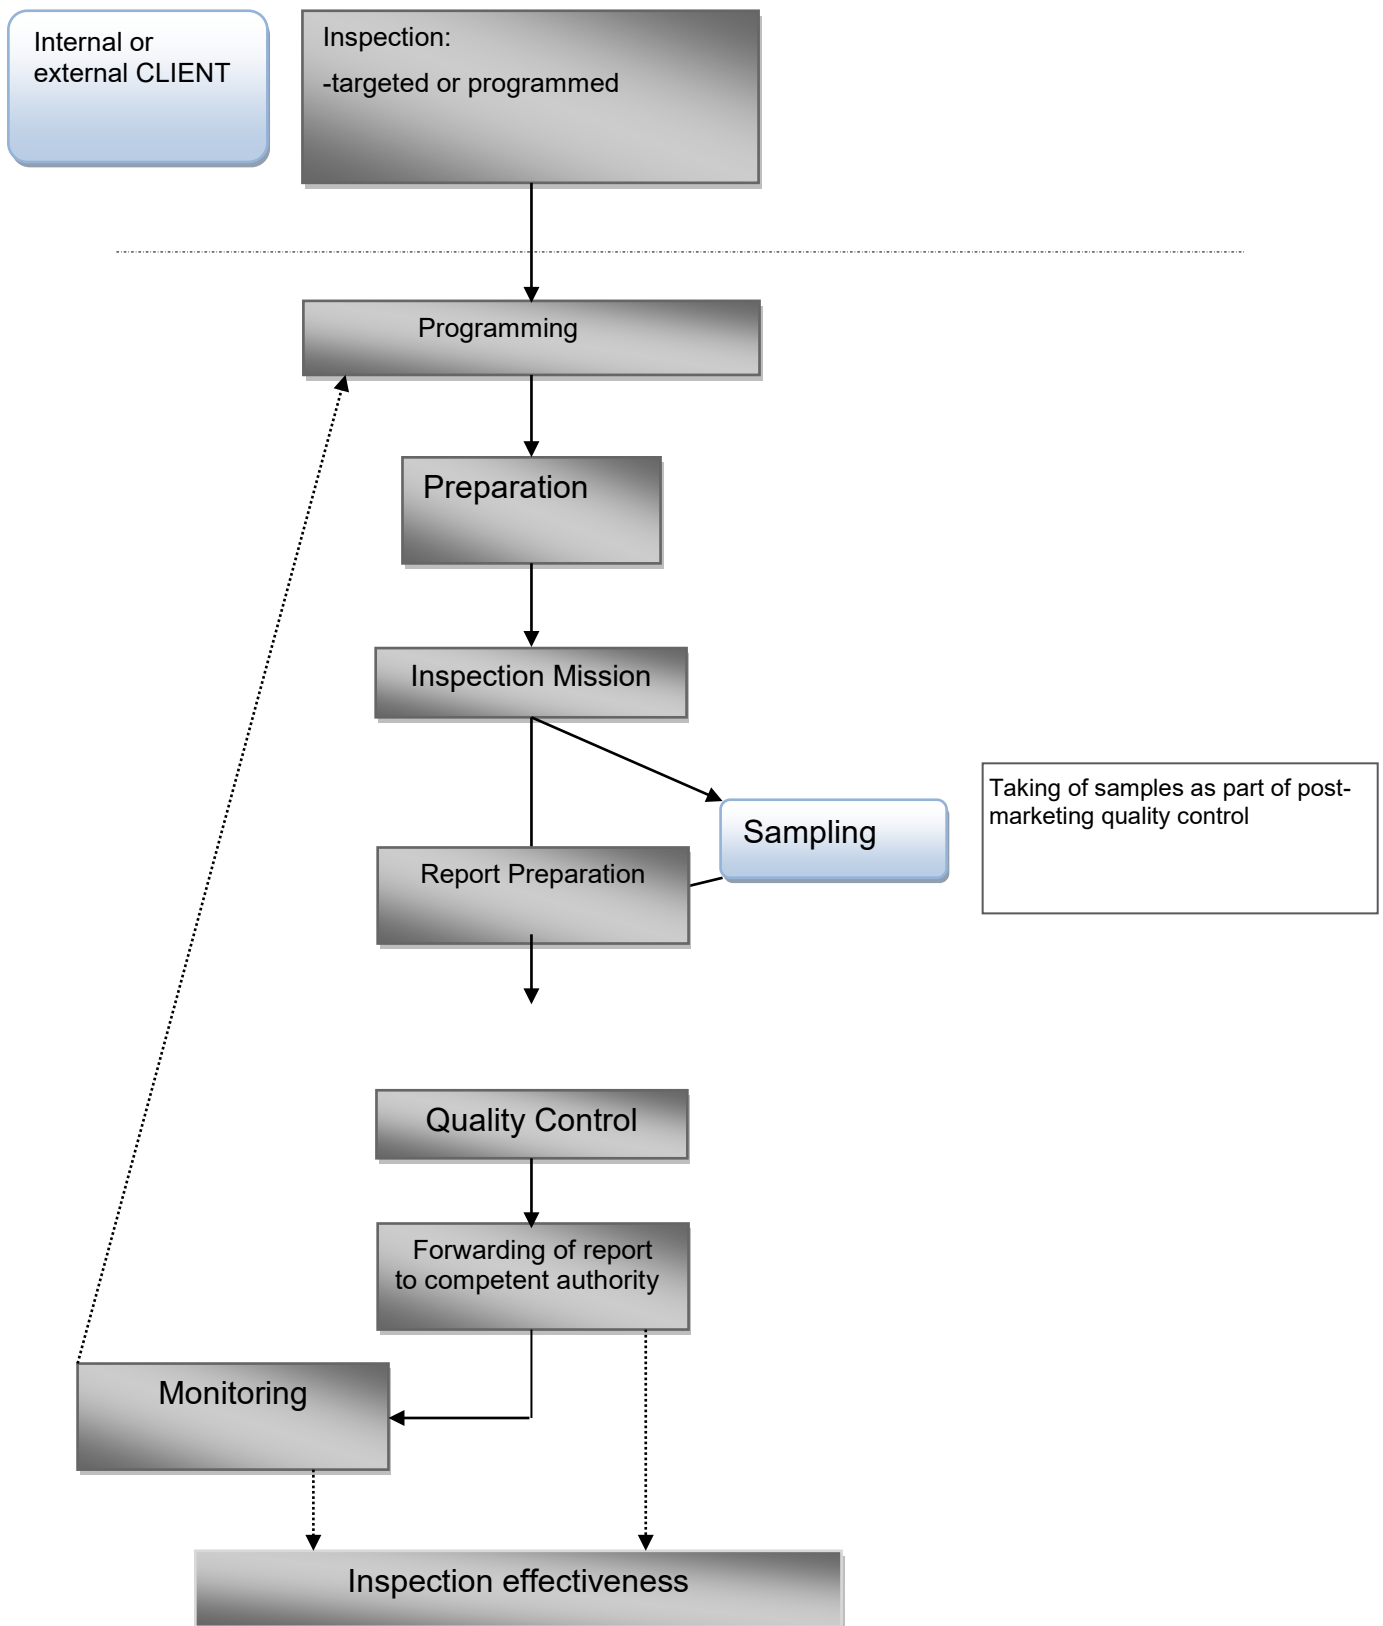 Internal or
external CLIENT
Inspection:
-targeted or programmed
Programming
Preparation
Inspection Mission
Taking of samples as part of post-
marketing quality control
Sampling
Report Preparation
Quality Control
Forwarding of report
to competent authority
Monitoring
Inspection effectiveness